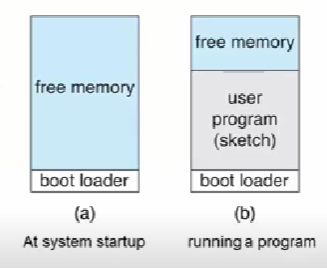 free memory
boot loader
(a)
At system startup
free memory
user
program
(sketch)
boot loader
(b)
running a program